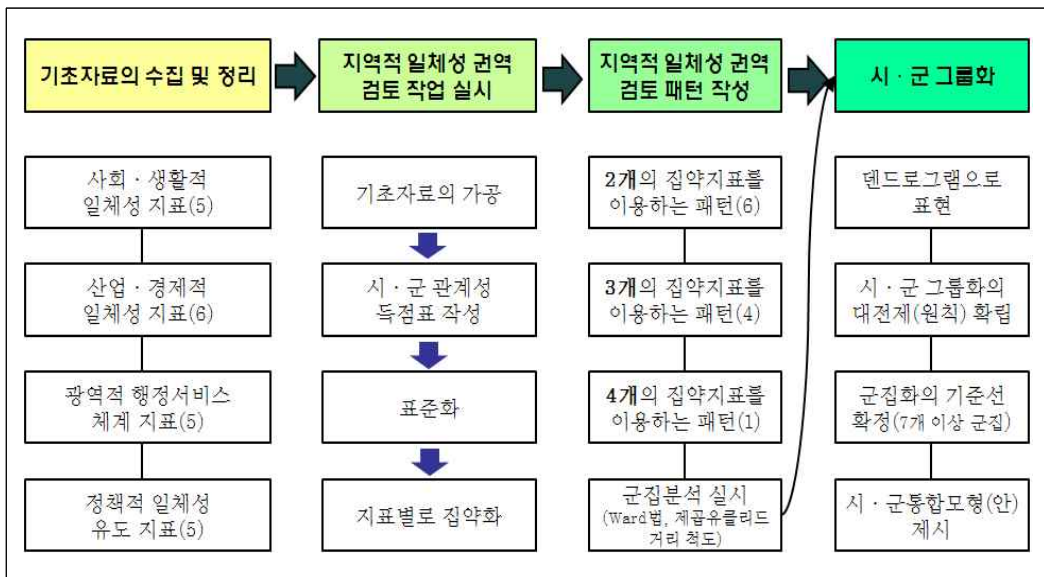 기초자료의 수집 및 정리
지역적 일체성 권역
검토 작업 실시
지역적 일체성 권역
검토 패턴 작성
시·군 그룹화
사회·생활적
일체성 지표(5)
산업·경제적
일체성 지표(6)
광역적 행정서비스
체계 지표(5)
정책적 일체성
유도 지표(5)
기초자료의 가공
시·군 관계성
득점표 작성
표준화
지표별로 집약화
2개의 집약지표를
이용하는 패턴(6)
3개의 집약지표를
이용하는 패턴(4)
4개의 집약지표를
이용하는 패턴(1)
군집분석 실시
(Ward법, 제곱유클리드
거리 척도)
덴드로그램으로
표현
시·군 그룹화의
대전제(원칙) 확립
군집화의 기준선
확정(7개 이상 군집)
시·군통합모형(안)
제시